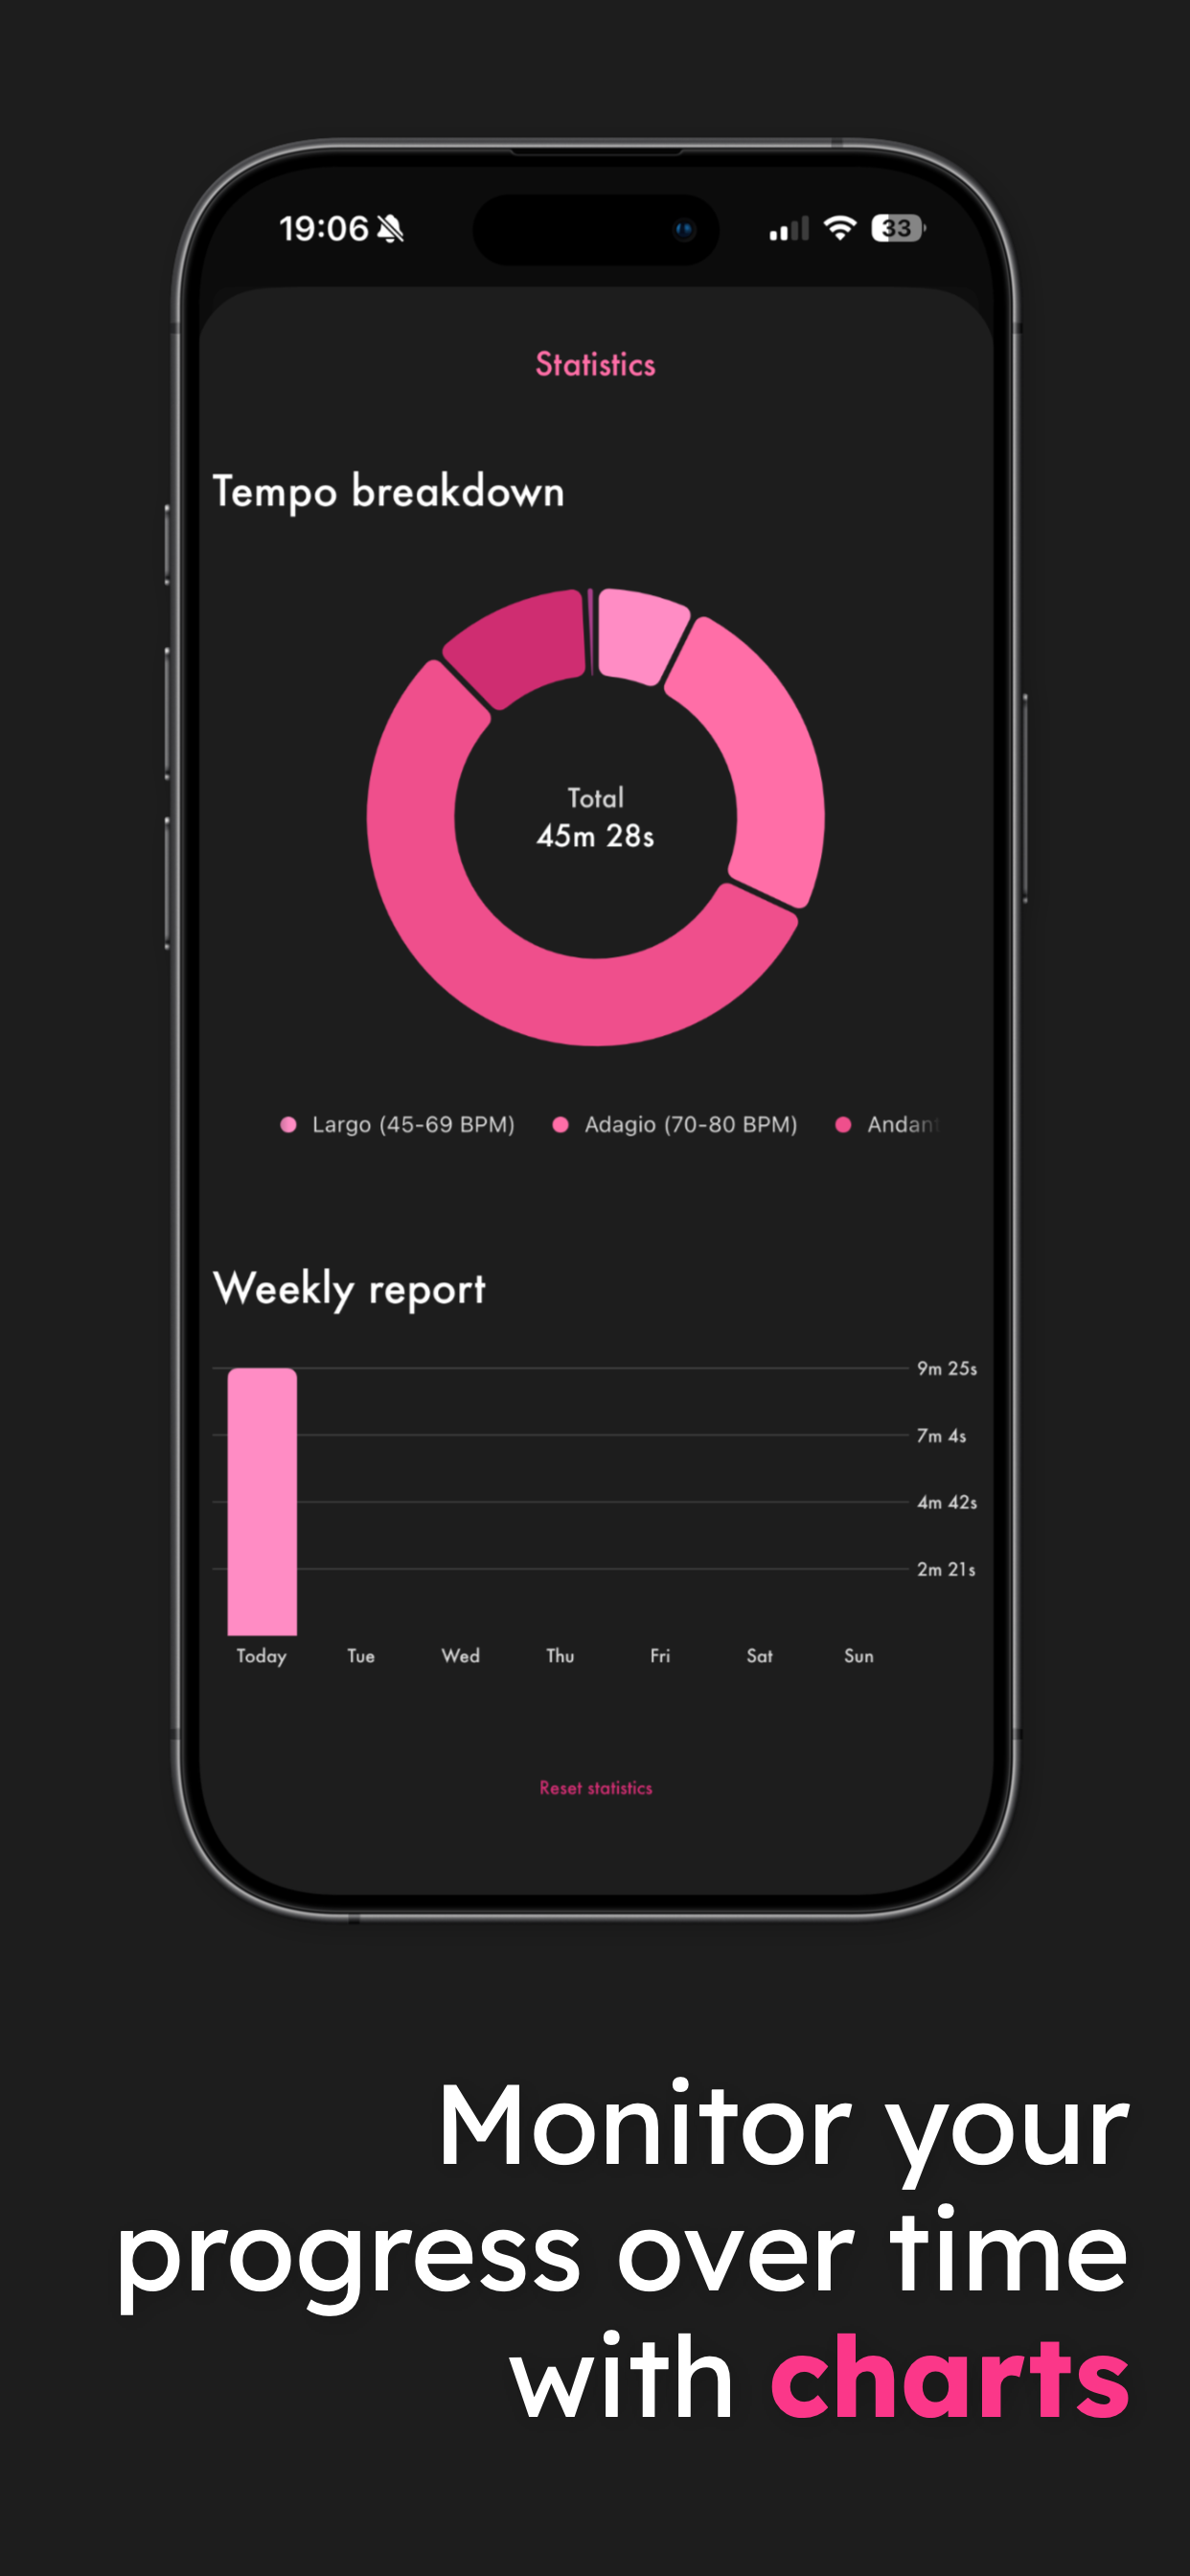 19:06
33
Statistics
Tempo breakdown
Total
45m 28s
Largo (45-69 BPM) Adagio (70-80 BPM) Andan
Weekly report
9m 25s
7m 4s
4m 42s
2m 21s
Today Tue Wed Thu Fri Sat Sun
Reset statistics
Monitor your
progress over time
with charts